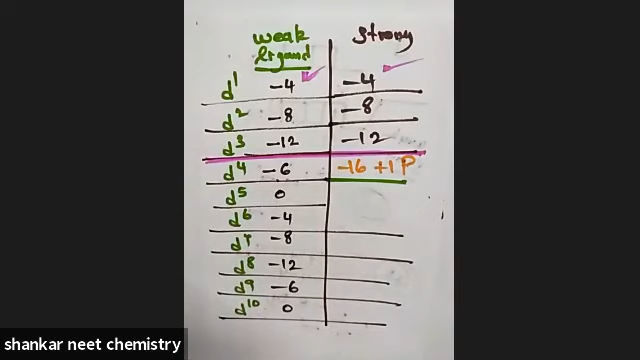 weak strong
ligand
d1 -4 -4
d2 -8 -8
d3 -12 -12
d4 -6 -16 +1P
d5 0
d6 -4
d7 -8
d8 -12
d9 -6
d10 0
shankar neet chemistry